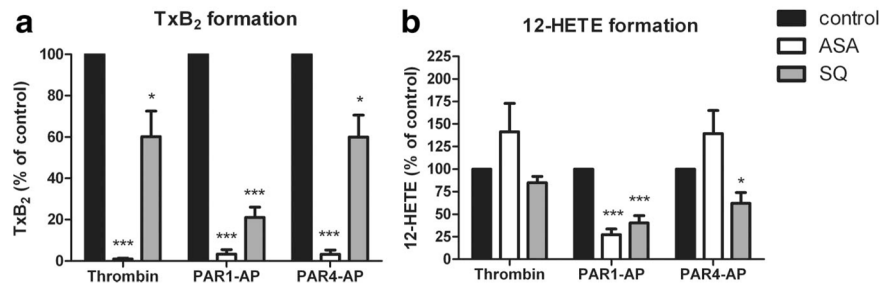 a
TxB₂ formation
TxB₂ (% of control)
100
80
60
40
20
0
***
*
***
***
***
*
Thrombin
PAR1-AP
PAR4-AP
b
12-HETE formation
12-HETE (% of control)
225
200
175
150
125
100
75
50
25
0
***
***
*
Thrombin
PAR1-AP
PAR4-AP
control
ASA
SQ